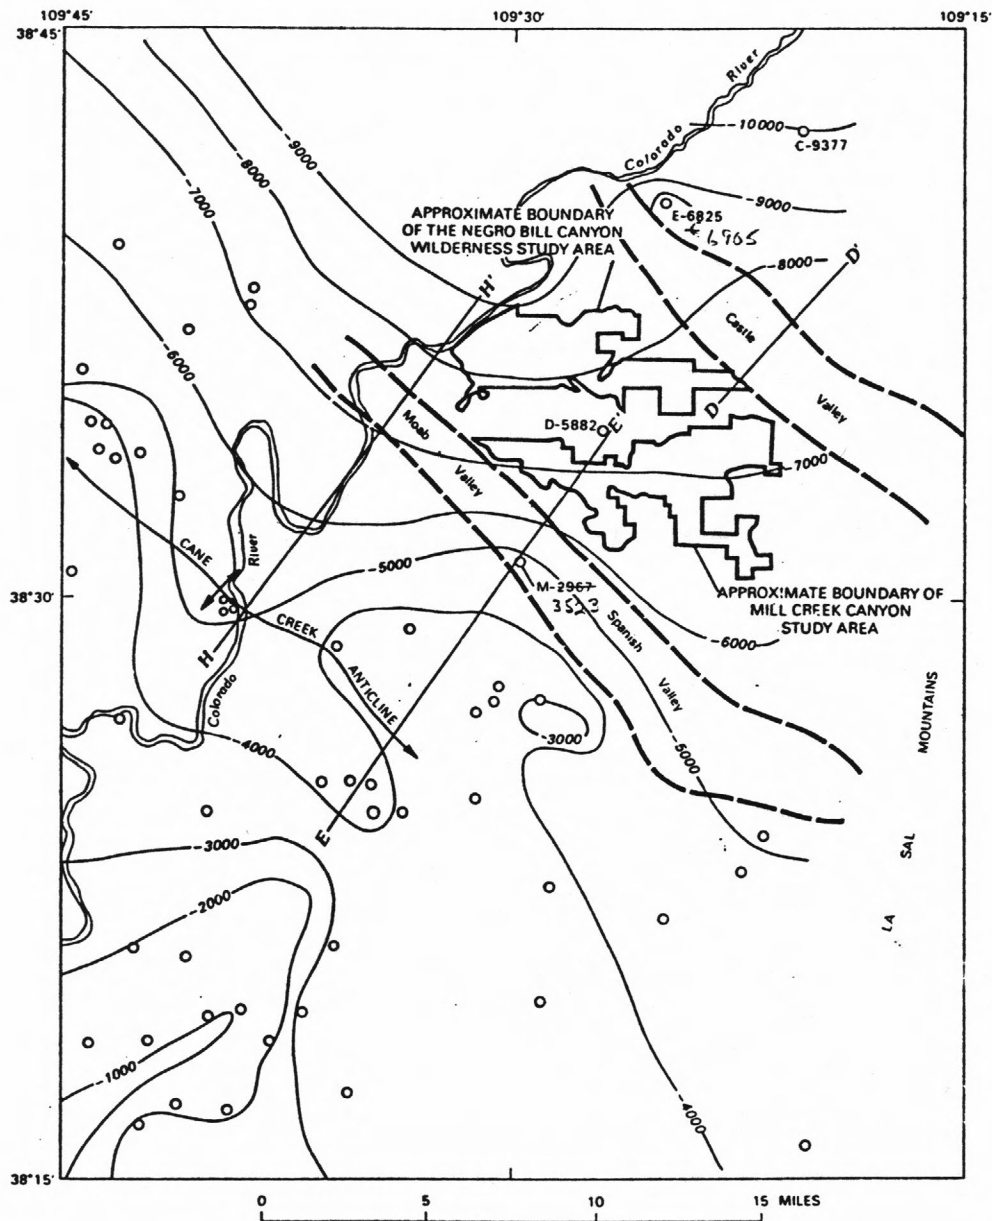 109°45'
109°30'
109°15'
38°45'
River
Colorado
-10000
C-9377
-9000
-9000
-8000
-7000
APPROXIMATE BOUNDARY
OF THE NEGRO BILL CANYON
WILDERNESS STUDY AREA
E-6825
6965
-8000
D'
H'
Castle
Valley
-6000
D
D-5882
E'
Moab
Valley
-7000
CANE
River
-5000
38°30'
M-2967
3523
APPROXIMATE BOUNDARY OF
MILL CREEK CANYON
STUDY AREA
CREEK
Spanish
Valley
-6000
H
ANTICLINE
Colorado
-4000
-3000
-5000
MOUNTAINS
SAL
LA
E
-3000
-2000
-1000
-4000
38°15'
0 5 10 15 MILES